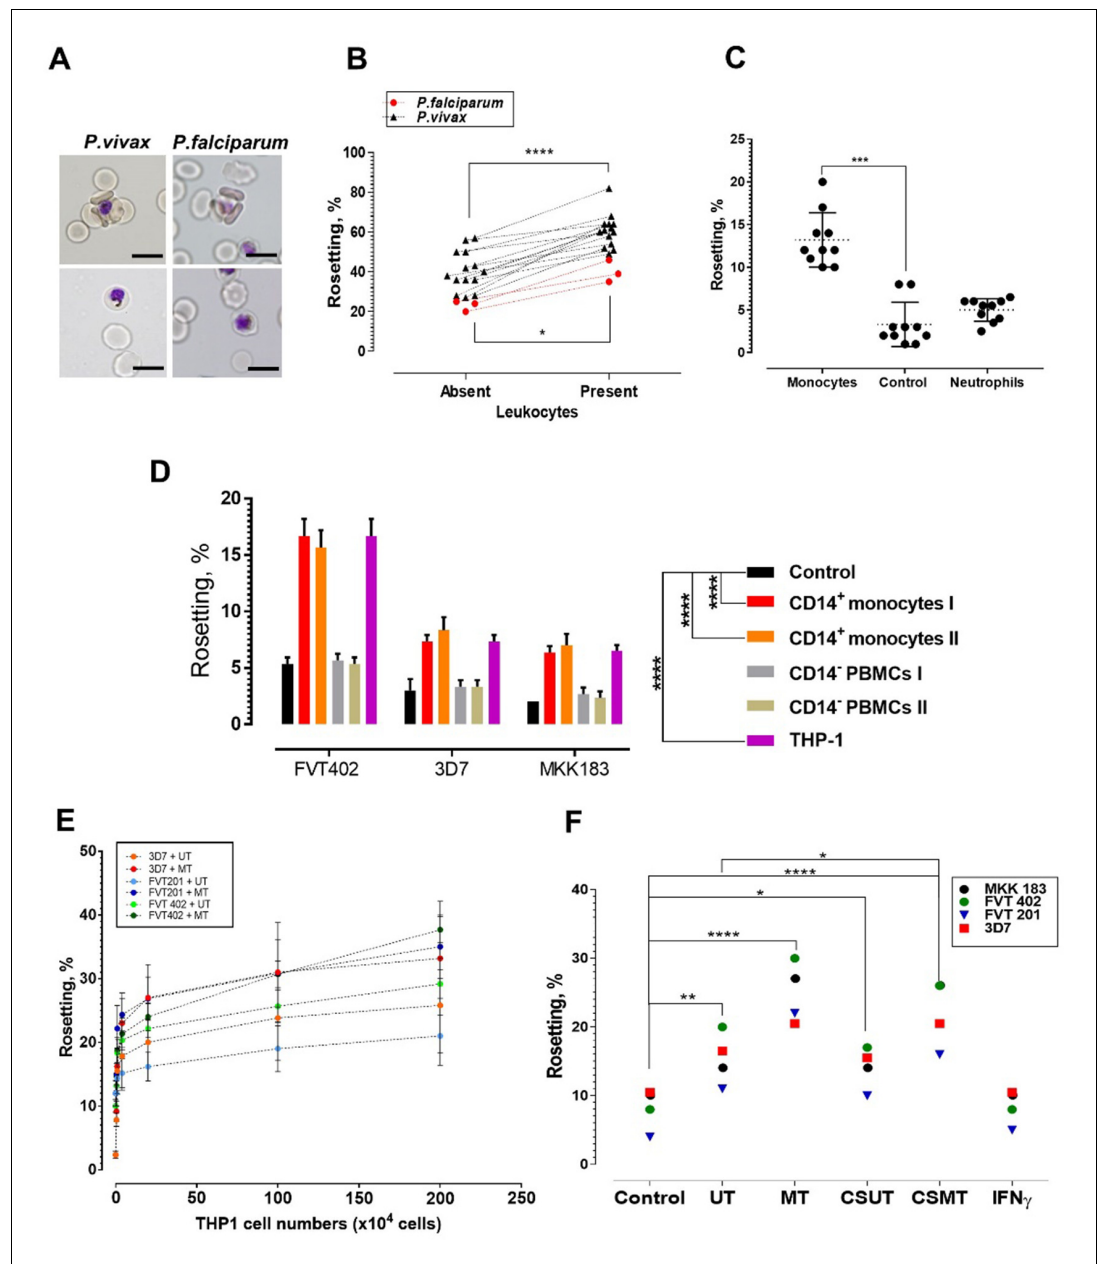 A
P.vivax P.falciparum
B
P.falciparum
P.vivax
Rosetting, %
100
80
60
40
20
0
****
*
Absent Present
Leukocytes
C
Rosetting, %
25
20
15
10
5
0
***
Monocytes Control Neutrophils
D
Rosetting, %
20
15
10
5
0
FVT402 3D7 MKK183
****
****
****
Control
CD14+ monocytes I
CD14+ monocytes II
CD14- PBMCs I
CD14- PBMCs II
THP-1
E
3D7 + UT
3D7 + MT
FVT201 + UT
FVT201 + MT
FVT 402 + UT
FVT402 + MT
Rosetting, %
50
40
30
20
10
0
0 50 100 150 200 250
THP1 cell numbers (x10⁴ cells)
F
MKK 183
FVT 402
FVT 201
3D7
Rosetting, %
40
30
20
10
0
*
****
*
****
**
Control UT MT CSUT CSMT IFNγ